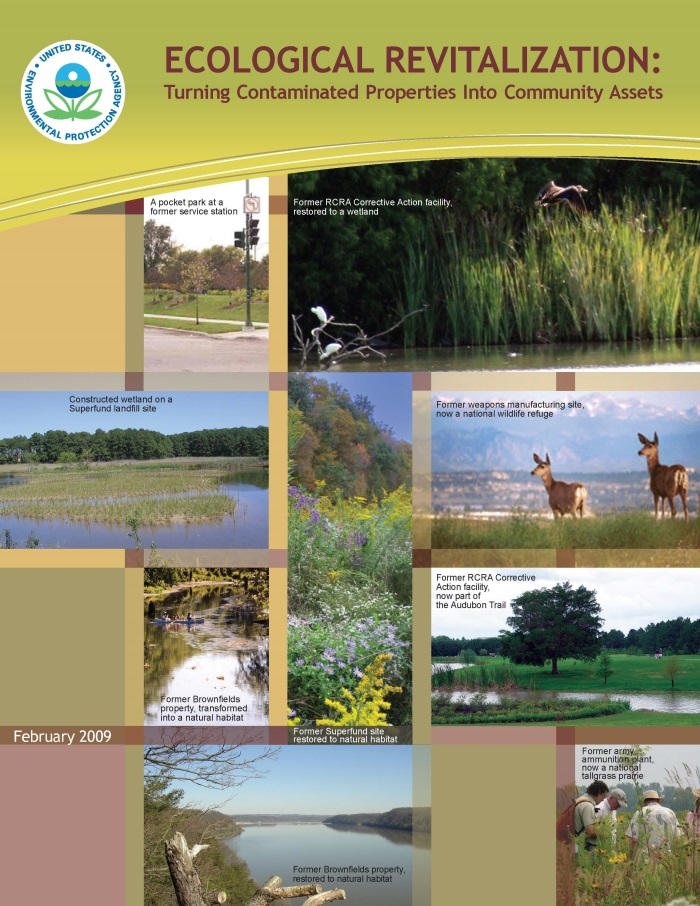 UNITED STATES
ENVIRONMENTAL PROTECTION AGENCY
ECOLOGICAL REVITALIZATION:
Turning Contaminated Properties Into Community Assets
A pocket park at a
former service station
Former RCRA Corrective Action facility,
restored to a wetland
Constructed wetland on a
Superfund landfill site
Former weapons manufacturing site,
now a national wildlife refuge
Former RCRA Corrective
Action facility,
now part of
the Audubon Trail
Former Brownfields
property, transformed
into a natural habitat
Former Superfund site
restored to natural habitat
February 2009
Former army
ammunition plant,
now a national
tallgrass prairie
Former Brownfields property,
restored to natural habitat